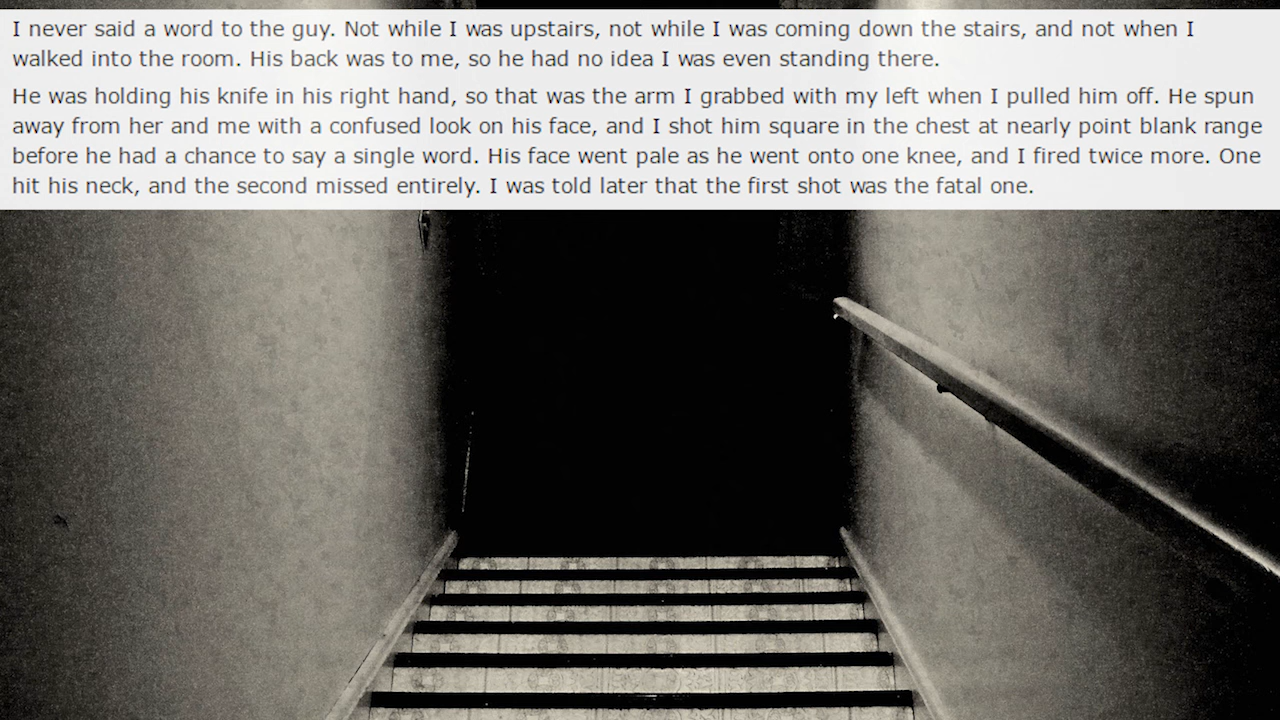 I never said a word to the guy. Not while I was upstairs, not while I was coming down the stairs, and not when I
walked into the room. His back was to me, so he had no idea I was even standing there.
He was holding his knife in his right hand, so that was the arm I grabbed with my left when I pulled him off. He spun
away from her and me with a confused look on his face, and I shot him square in the chest at nearly point blank range
before he had a chance to say a single word. His face went pale as he went onto one knee, and I fired twice more. One
hit his neck, and the second missed entirely. I was told later that the first shot was the fatal one.